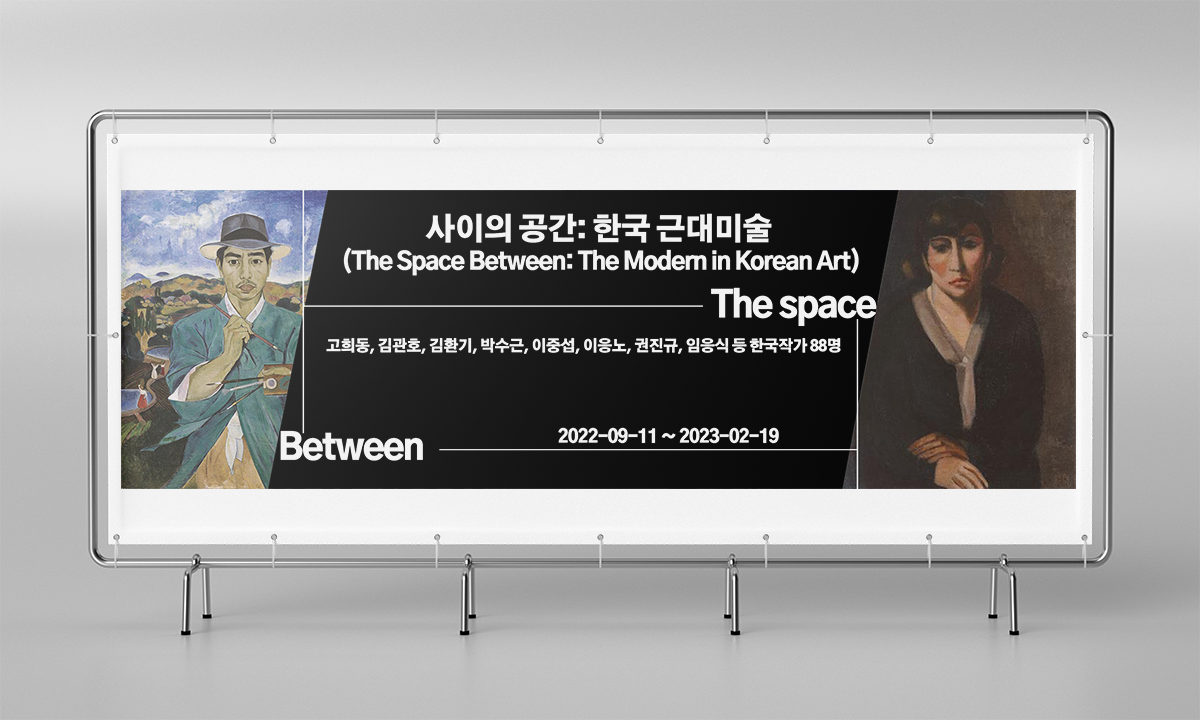 사이의 공간: 한국 근대미술
(The Space Between: The Modern in Korean Art)
The space
고희동, 김관호, 김환기, 박수근, 이중섭, 이응노, 권진규, 임응식 등 한국작가 88명
2022-09-11 ~ 2023-02-19
Between